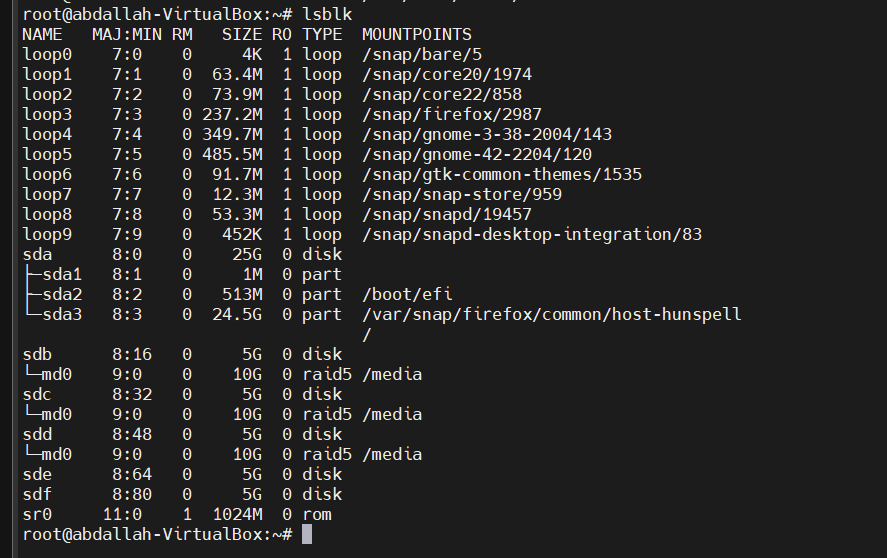 root@abdallah-VirtualBox:~# lsblk
NAME   MAJ:MIN RM   SIZE RO TYPE  MOUNTPOINTS
loop0    7:0    0     4K  1 loop  /snap/bare/5
loop1    7:1    0  63.4M  1 loop  /snap/core20/1974
loop2    7:2    0  73.9M  1 loop  /snap/core22/858
loop3    7:3    0 237.2M  1 loop  /snap/firefox/2987
loop4    7:4    0 349.7M  1 loop  /snap/gnome-3-38-2004/143
loop5    7:5    0 485.5M  1 loop  /snap/gnome-42-2204/120
loop6    7:6    0  91.7M  1 loop  /snap/gtk-common-themes/1535
loop7    7:7    0  12.3M  1 loop  /snap/snap-store/959
loop8    7:8    0  53.3M  1 loop  /snap/snapd/19457
loop9    7:9    0   452K  1 loop  /snap/snapd-desktop-integration/83
sda      8:0    0    25G  0 disk
├─sda1   8:1    0     1M  0 part
├─sda2   8:2    0   513M  0 part  /boot/efi
└─sda3   8:3    0  24.5G  0 part  /var/snap/firefox/common/host-hunspell
                                  /
sdb      8:16   0     5G  0 disk
└─md0    9:0    0    10G  0 raid5 /media
sdc      8:32   0     5G  0 disk
└─md0    9:0    0    10G  0 raid5 /media
sdd      8:48   0     5G  0 disk
└─md0    9:0    0    10G  0 raid5 /media
sde      8:64   0     5G  0 disk
sdf      8:80   0     5G  0 disk
sr0     11:0    1  1024M  0 rom
root@abdallah-VirtualBox:~#